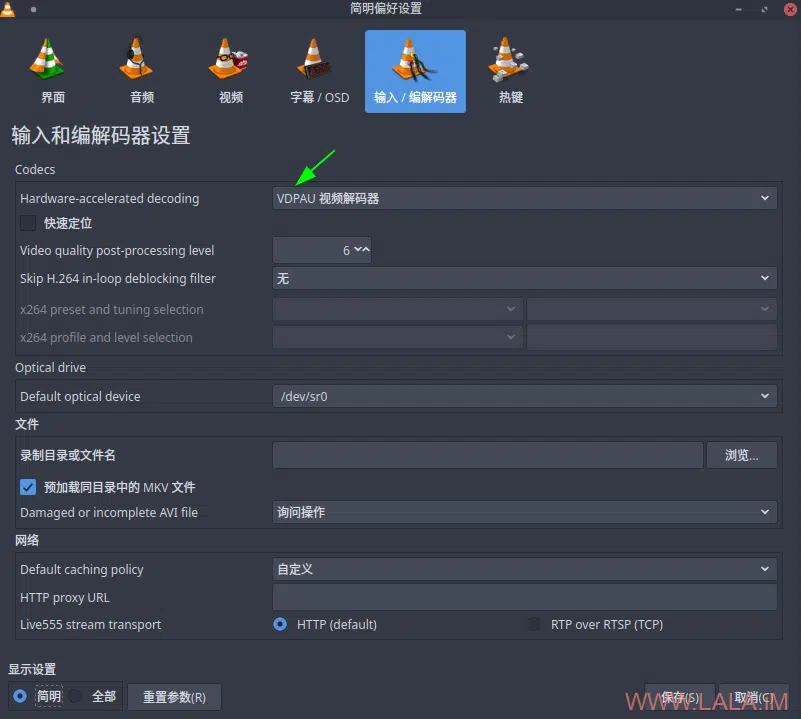 简明偏好设置
界面 音频 视频 字幕 / OSD 输入 / 编解码器 热键
输入和编解码器设置
Codecs
Hardware-accelerated decoding VDPAU 视频解码器
快速定位
Video quality post-processing level 6
Skip H.264 in-loop deblocking filter 无
x264 preset and tuning selection
x264 profile and level selection
Optical drive
Default optical device /dev/sr0
文件
录制目录或文件名 浏览...
预加载同目录中的 MKV 文件
Damaged or incomplete AVI file 询问操作
网络
Default caching policy 自定义
HTTP proxy URL
Live555 stream transport HTTP (default) RTP over RTSP (TCP)
显示设置
简明 全部 重置参数(R) 保存(S) 取消(C)
WWW.LALA.IM